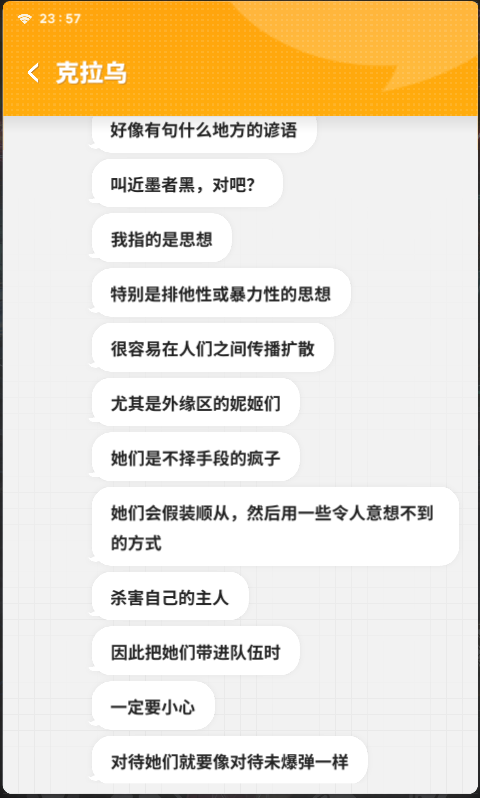 23:57
克拉乌
好像有句什么地方的谚语
叫近墨者黑，对吧？
我指的是思想
特别是排他性或暴力性的思想
很容易在人们之间传播扩散
尤其是外缘区的妮姬们
她们是不择手段的疯子
她们会假装顺从，然后用一些令人意想不到
的方式
杀害自己的主人
因此把她们带进队伍时
一定要小心
对待她们就要像对待未爆弹一样